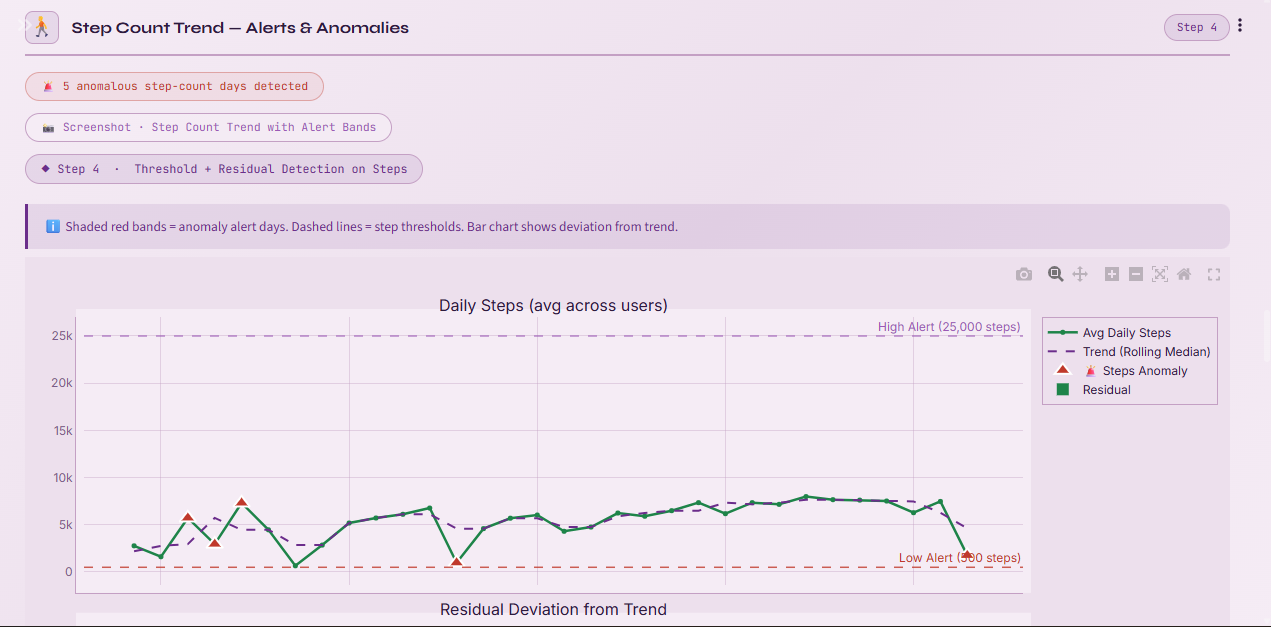 Step Count Trend — Alerts & Anomalies
Step 4
5 anomalous step-count days detected
Screenshot · Step Count Trend with Alert Bands
Step 4 · Threshold + Residual Detection on Steps
Shaded red bands = anomaly alert days. Dashed lines = step thresholds. Bar chart shows deviation from trend.
Daily Steps (avg across users)
High Alert (25,000 steps)
25k
20k
15k
10k
5k
0
Low Alert (500 steps)
Avg Daily Steps
Trend (Rolling Median)
Steps Anomaly
Residual
Residual Deviation from Trend